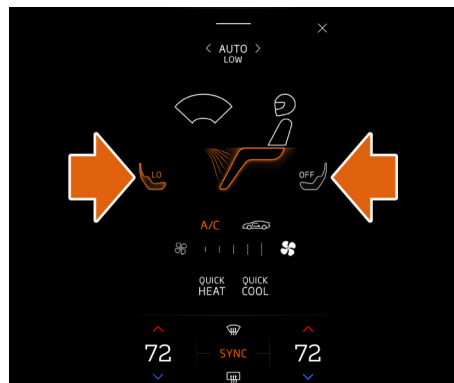 AUTO
LOW
LO
OFF
A/C
QUICK HEAT
QUICK COOL
72
SYNC
72